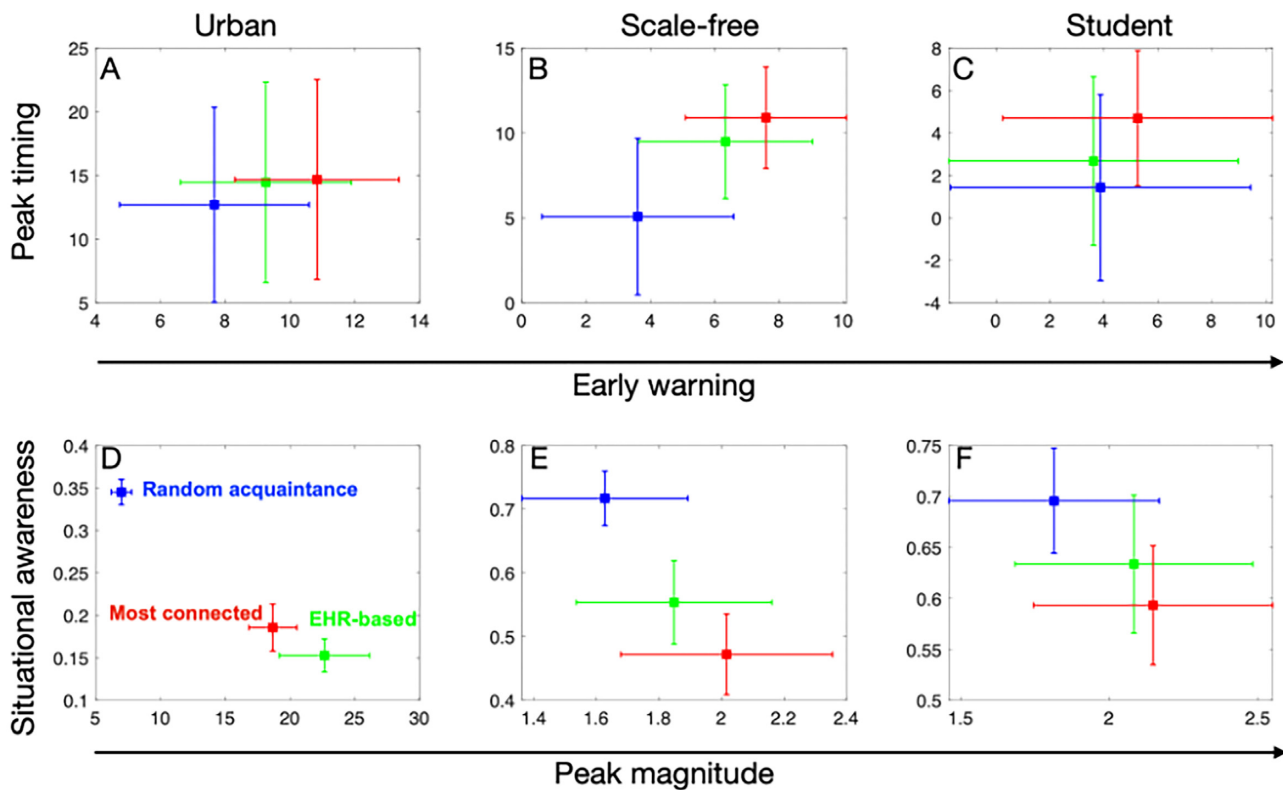 Urban Scale-free Student
Peak timing
A
25
20
15
10
5
4 6 8 10 12 14
B
15
10
5
0
0 2 4 6 8 10
C
8
6
4
2
0
-2
-4
0 2 4 6 8 10
Early warning
Situational awareness
D
0.4
0.35
0.3
0.25
0.2
0.15
0.1
Random acquaintance
Most connected
EHR-based
5 10 15 20 25 30
E
0.8
0.7
0.6
0.5
0.4
1.4 1.6 1.8 2 2.2 2.4
F
0.75
0.7
0.65
0.6
0.55
0.5
1.5 2 2.5
Peak magnitude